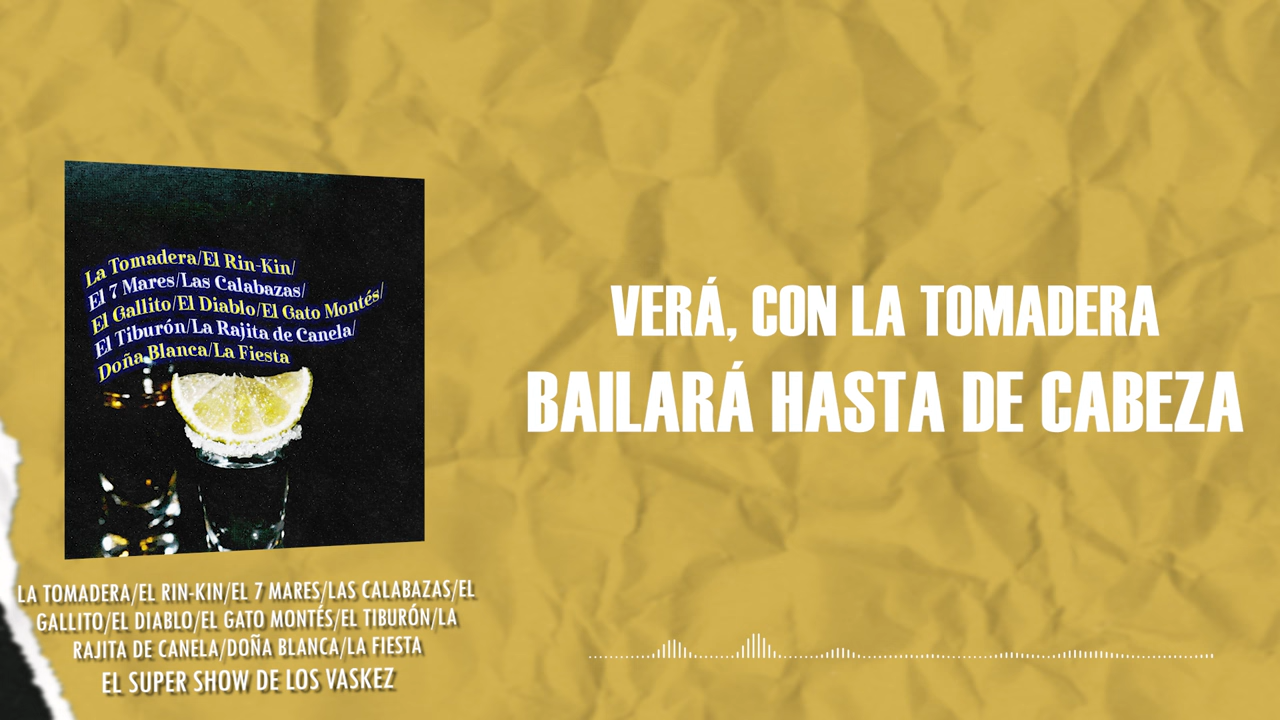 La Tomadera/El Rin-Kin/
El 7 Mares/Las Calabazas/
El Gallito/El Diablo/El Gato Montés/
El Tiburón/La Rajita de Canela/
Doña Blanca/La Fiesta
VERÁ, CON LA TOMADERA
BAILARÁ HASTA DE CABEZA
LA TOMADERA/EL RIN-KIN/EL 7 MARES/LAS CALABAZAS/EL
GALLITO/EL DIABLO/EL GATO MONTÉS/EL TIBURÓN/LA
RAJITA DE CANELA/DOÑA BLANCA/LA FIESTA
EL SUPER SHOW DE LOS VASKEZ